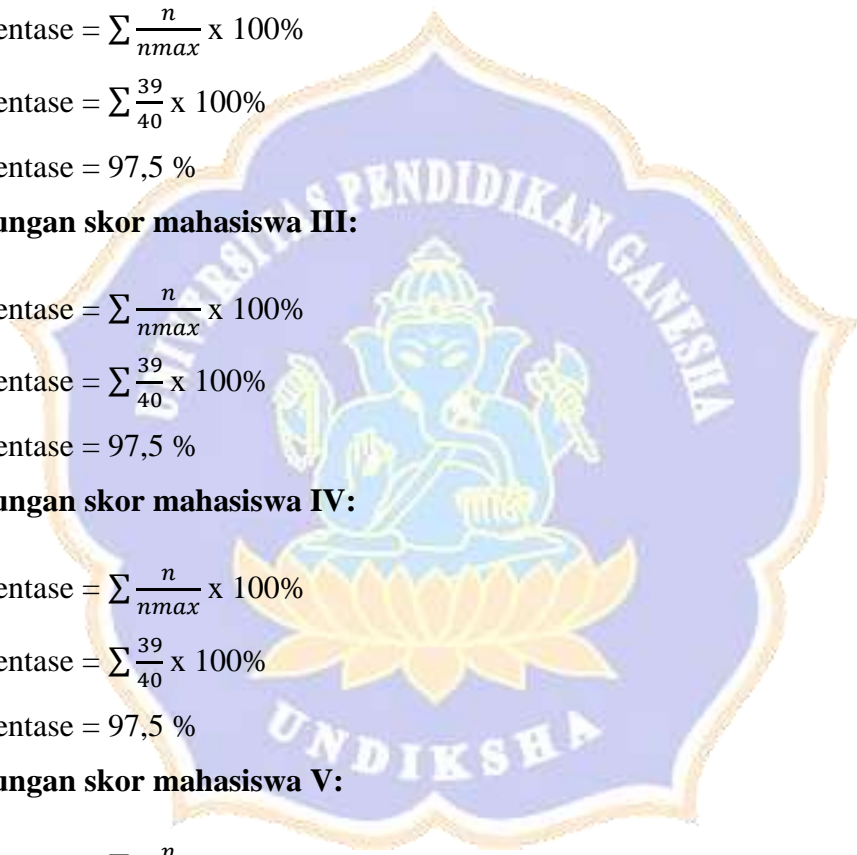 entase = ∑ n/nmax x 100%
entase = ∑ 39/40 x 100%
entase = 97,5 %
ungan skor mahasiswa III:
entase = ∑ n/nmax x 100%
entase = ∑ 39/40 x 100%
entase = 97,5 %
ungan skor mahasiswa IV:
entase = ∑ n/nmax x 100%
entase = ∑ 39/40 x 100%
entase = 97,5 %
ungan skor mahasiswa V:
n
UNIVERSITAS PENDIDIKAN GANESHA
UNDIKSHA